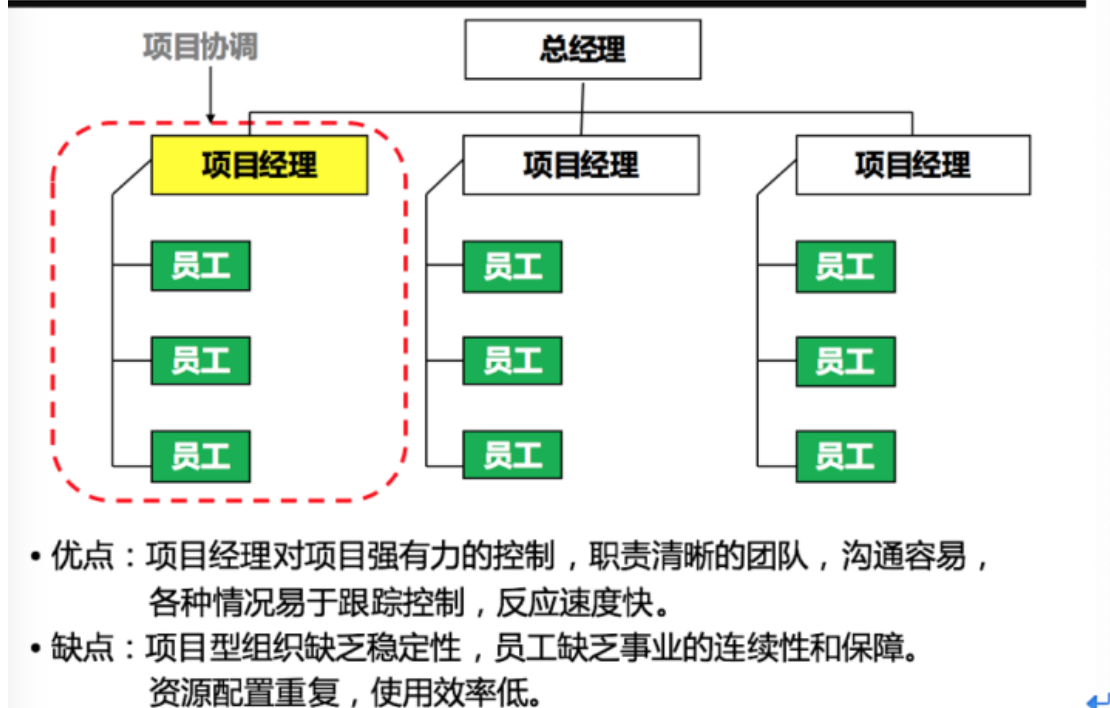 项目协调
总经理
项目经理
项目经理
项目经理
员工
员工
员工
员工
员工
员工
员工
员工
员工
• 优点：项目经理对项目强有力的控制，职责清晰的团队，沟通容易，
各种情况易于跟踪控制，反应速度快。
• 缺点：项目型组织缺乏稳定性，员工缺乏事业的连续性和保障。
资源配置重复，使用效率低。